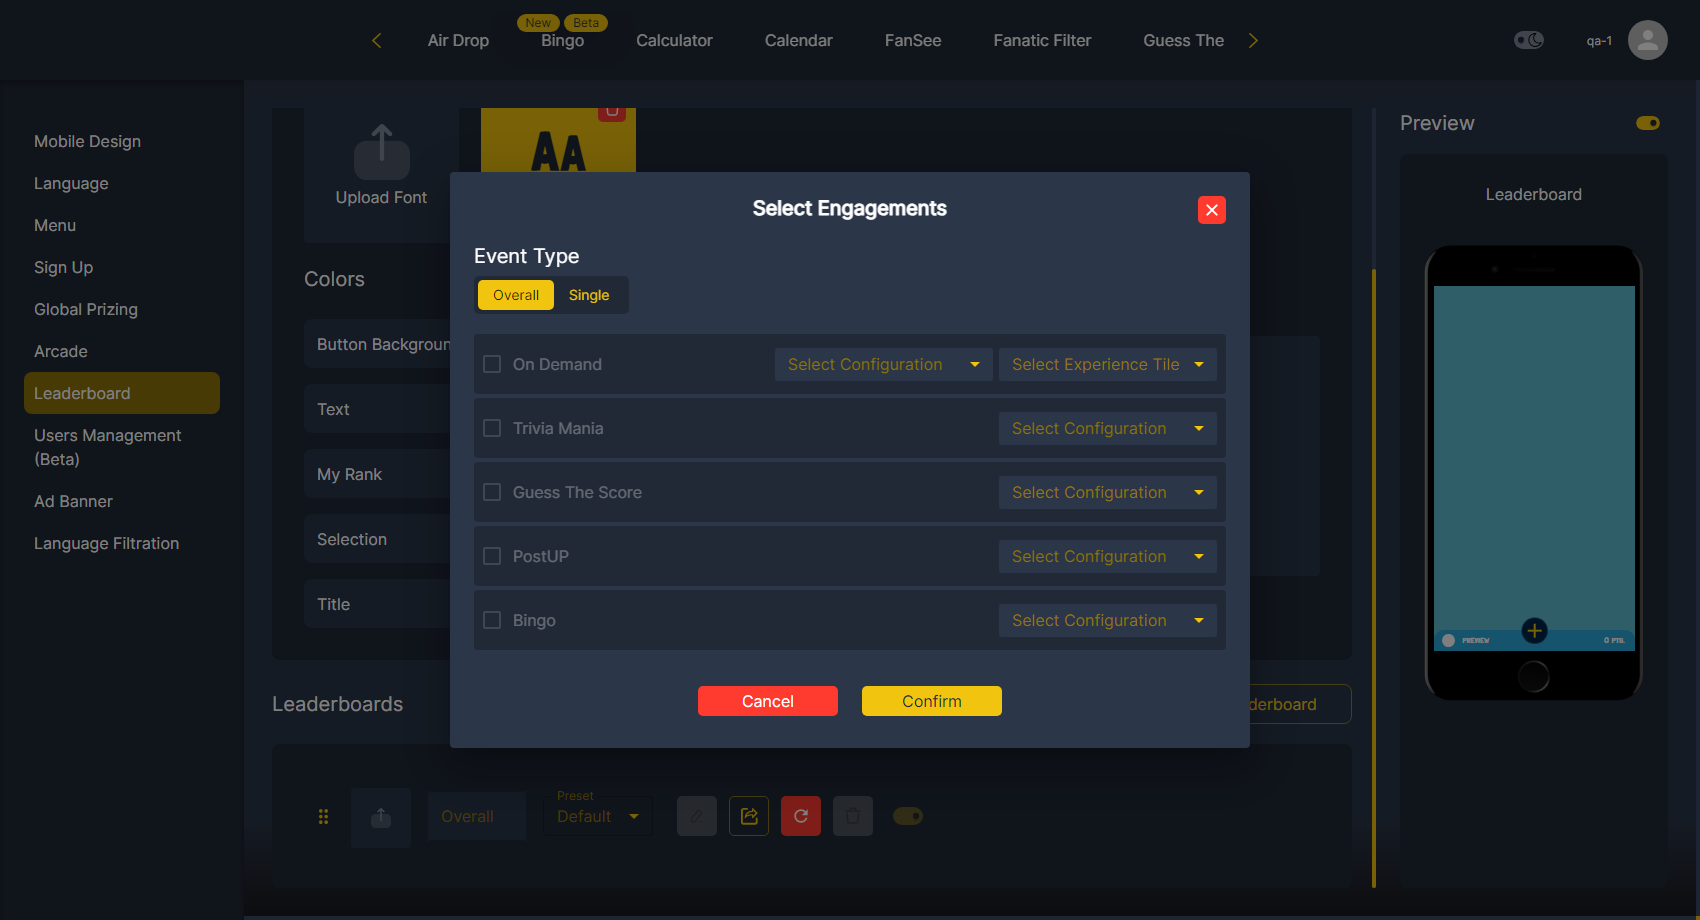 New
Beta
Air Drop
Bingo
Calculator
Calendar
FanSee
Fanatic Filter
Guess The
qa-1
Mobile Design
Language
Menu
Sign Up
Global Prizing
Arcade
Leaderboard
Users Management
(Beta)
Ad Banner
Language Filtration
AA
Upload Font
Colors
Button Backgroun
Text
My Rank
Selection
Title
Select Engagements
Event Type
Overall
Single
On Demand
Select Configuration
Select Experience Tile
Trivia Mania
Select Configuration
Guess The Score
Select Configuration
PostUP
Select Configuration
Bingo
Select Configuration
Cancel
Confirm
Leaderboards
derboard
Overall
Preset
Default
Preview
Leaderboard
PREVIEW
0 PTS.